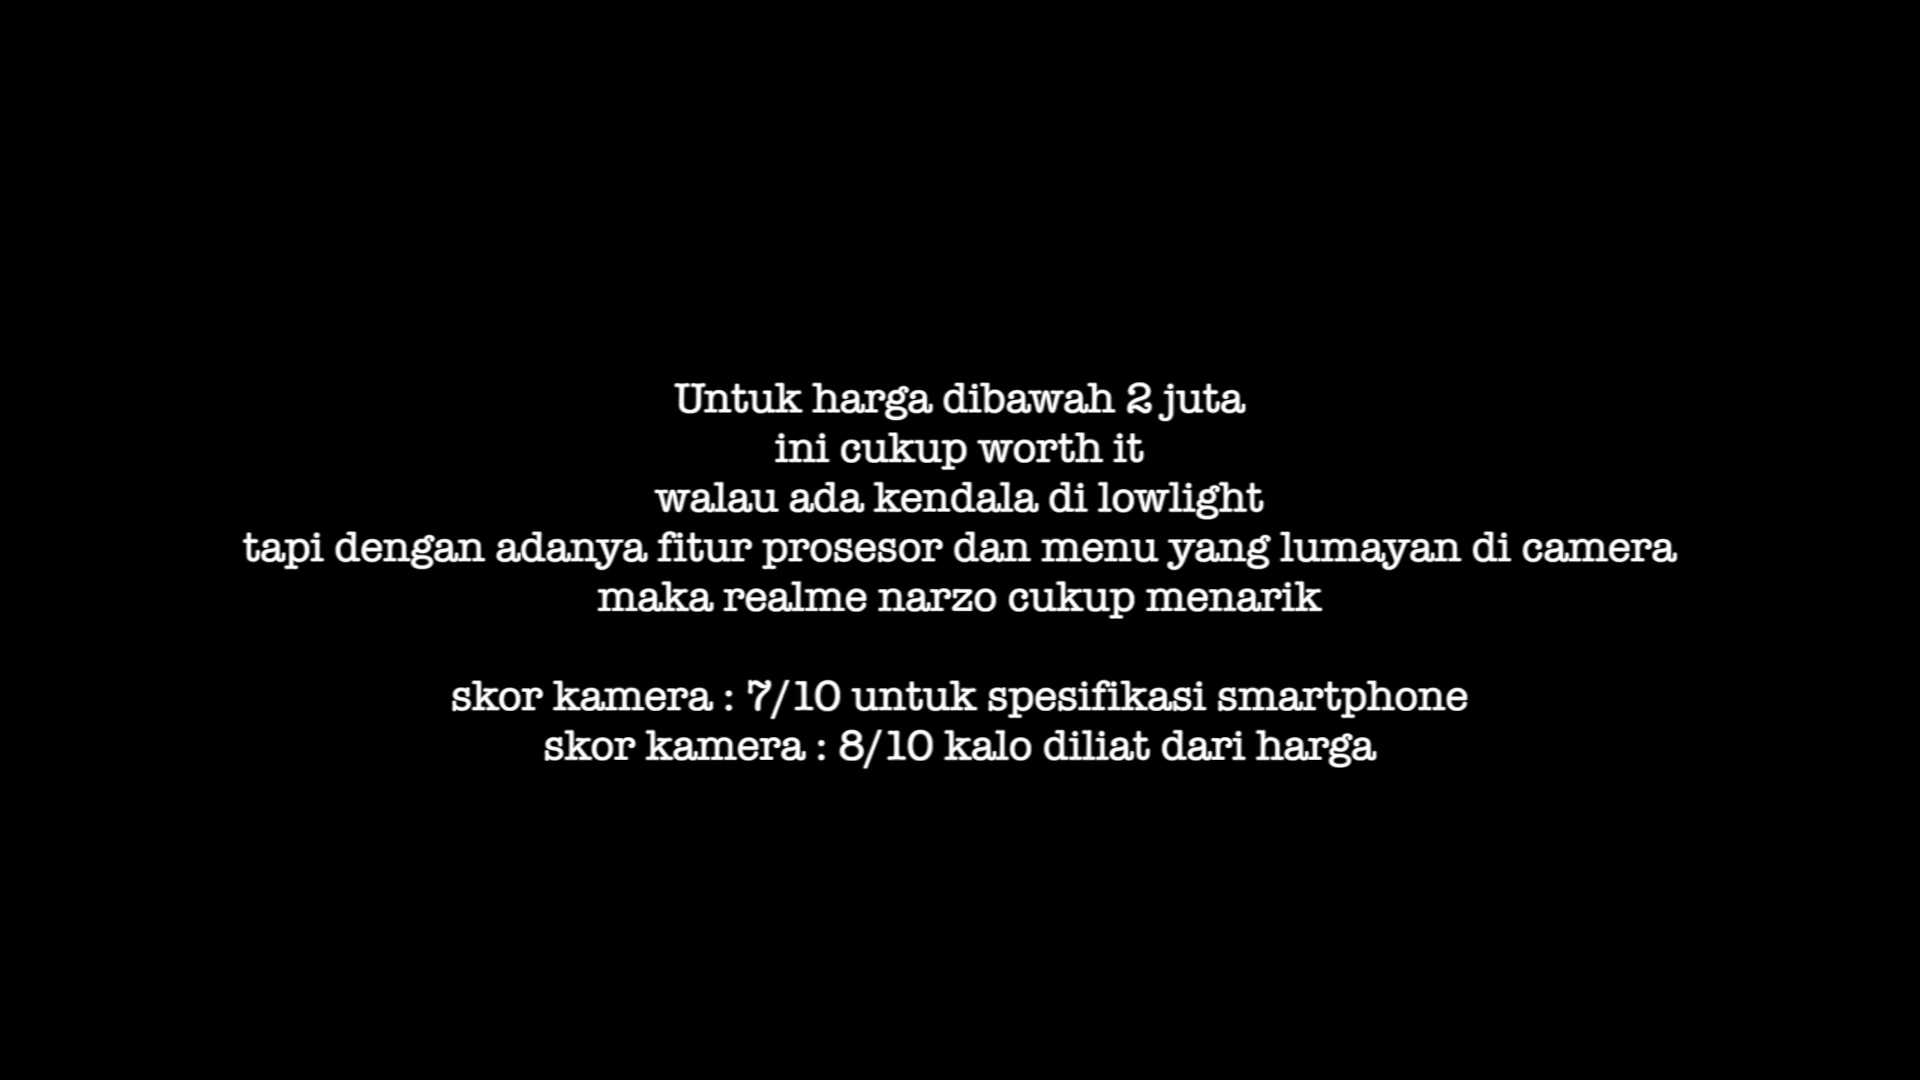 Untuk harga dibawah 2 juta
ini cukup worth it
walau ada kendala di lowlight
tapi dengan adanya fitur prosesor dan menu yang lumayan di camera
maka realme narzo cukup menarik
skor kamera : 7/10 untuk spesifikasi smartphone
skor kamera : 8/10 kalo diliat dari harga